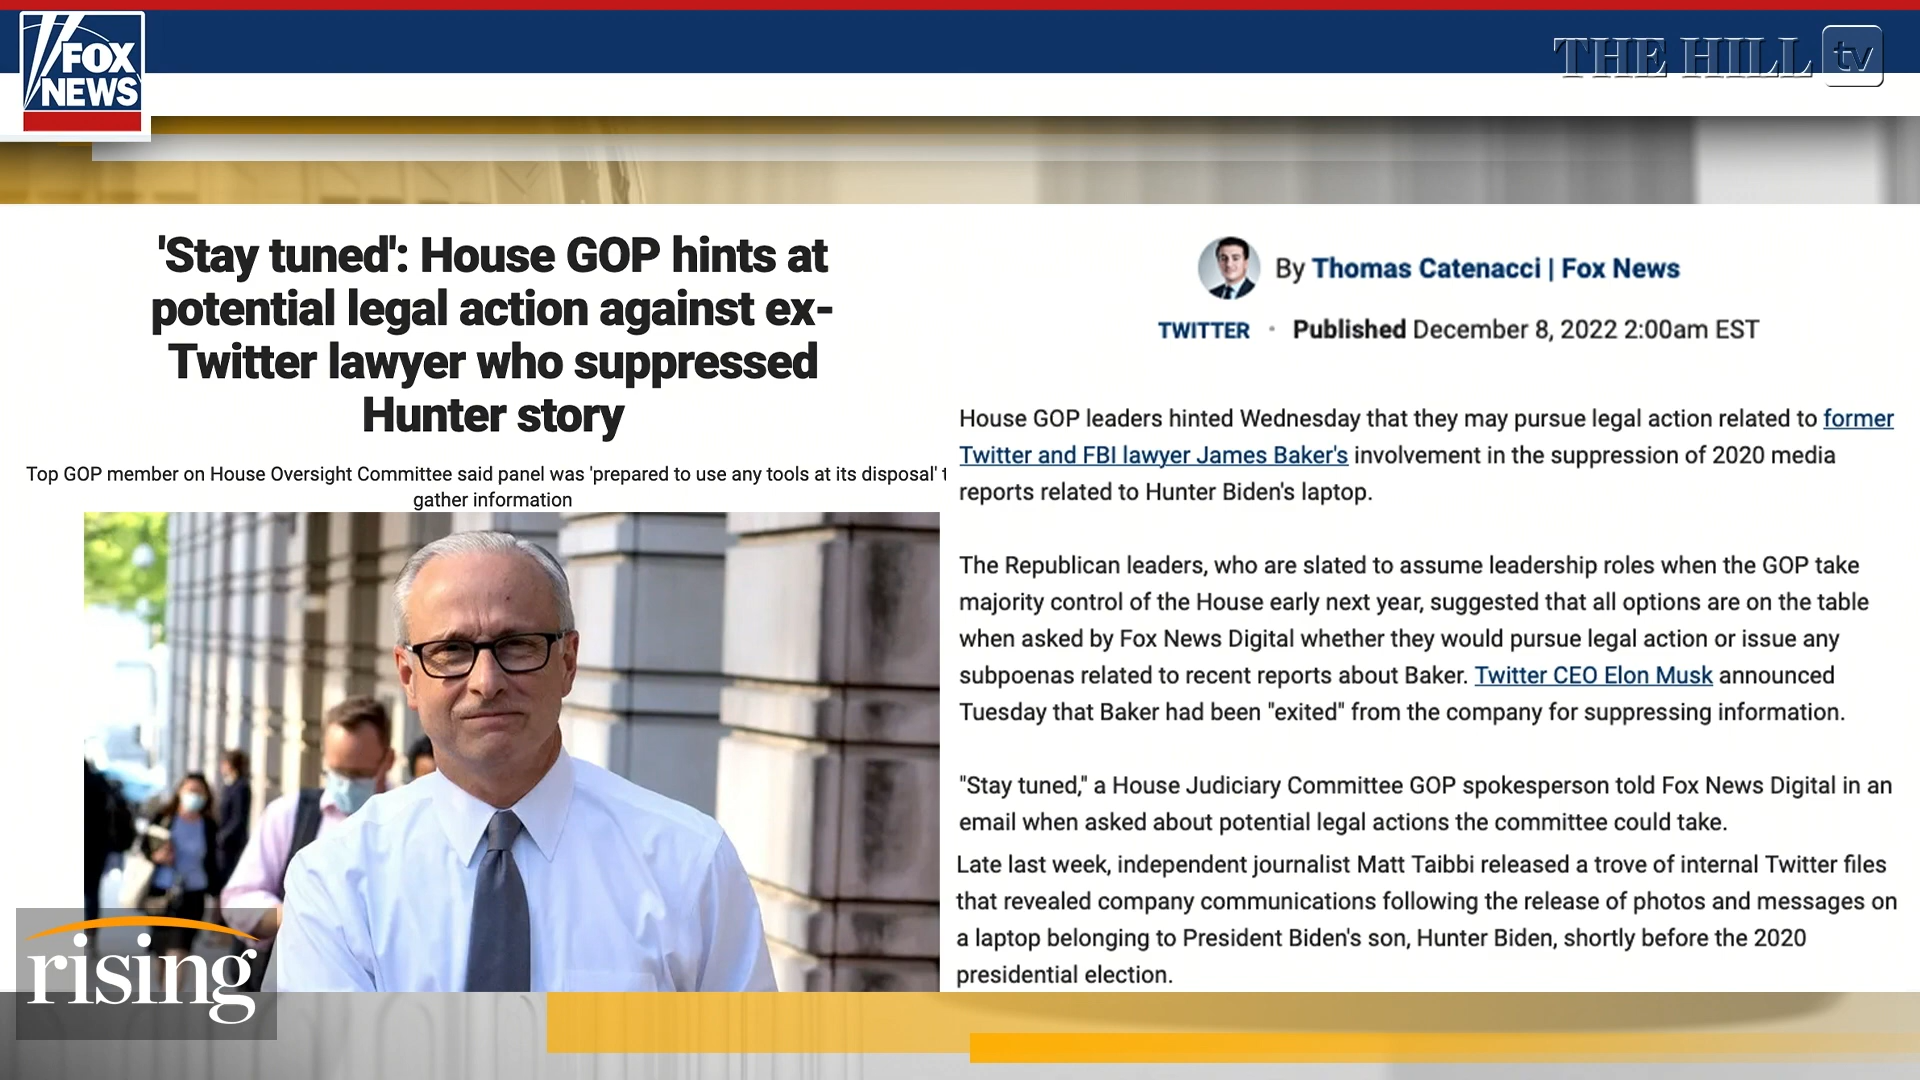 FOX
NEWS
THE HILL tv
'Stay tuned': House GOP hints at
potential legal action against ex-
Twitter lawyer who suppressed
Hunter story
Top GOP member on House Oversight Committee said panel was 'prepared to use any tools at its disposal' t
gather information
By Thomas Catenacci | Fox News
TWITTER • Published December 8, 2022 2:00am EST
House GOP leaders hinted Wednesday that they may pursue legal action related to former
Twitter and FBI lawyer James Baker's involvement in the suppression of 2020 media
reports related to Hunter Biden's laptop.
The Republican leaders, who are slated to assume leadership roles when the GOP take
majority control of the House early next year, suggested that all options are on the table
when asked by Fox News Digital whether they would pursue legal action or issue any
subpoenas related to recent reports about Baker. Twitter CEO Elon Musk announced
Tuesday that Baker had been "exited" from the company for suppressing information.
"Stay tuned," a House Judiciary Committee GOP spokesperson told Fox News Digital in an
email when asked about potential legal actions the committee could take.
Late last week, independent journalist Matt Taibbi released a trove of internal Twitter files
that revealed company communications following the release of photos and messages on
a laptop belonging to President Biden's son, Hunter Biden, shortly before the 2020
presidential election.
rising